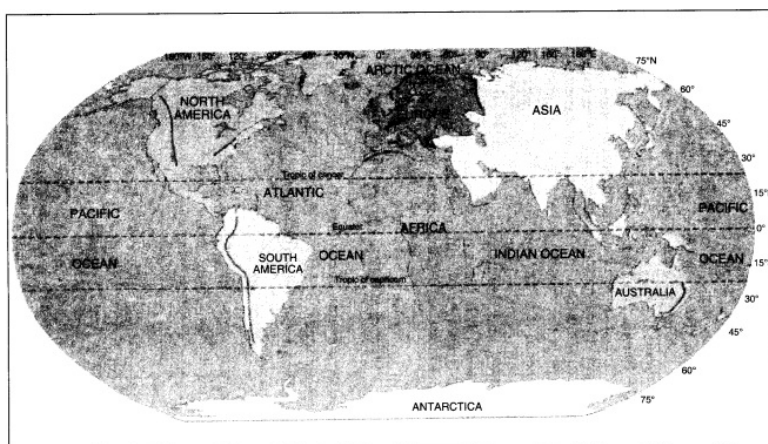 75°N
ARCTIC OCEAN
60°
NORTH AMERICA
ASIA
45°
30°
Tropic of cancer
ATLANTIC
15°
PACIFIC
PACIFIC
Equator
AFRICA
0°
OCEAN
SOUTH AMERICA
OCEAN
INDIAN OCEAN
OCEAN
15°
Tropic of capricorn
AUSTRALIA
30°
45°
60°
75°
ANTARCTICA